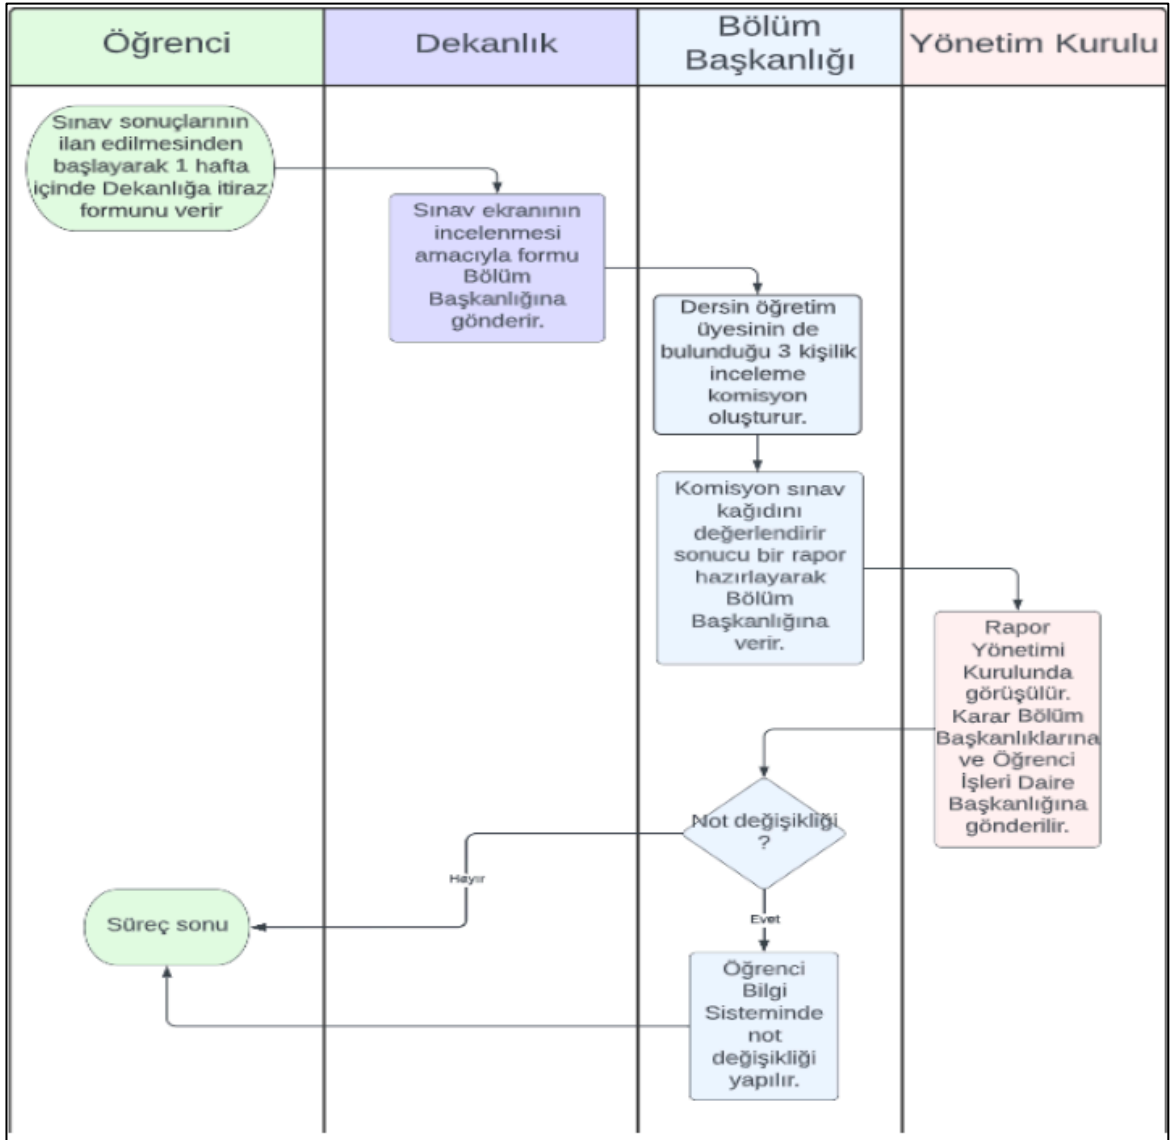 Öğrenci
Dekanlık
Bölüm
Başkanlığı
Yönetim Kurulu
Sınav sonuçlarının
ilan edilmesinden
başlayarak 1 hafta
içinde Dekanlığa itiraz
formunu verir
Sınav ekranının
incelenmesi
amacıyla formu
Bölüm
Başkanlığına
gönderir.
Dersin öğretim
üyesinin de
bulunduğu 3 kişilik
inceleme
komisyon
oluşturur.
Komisyon sınav
kağıdını
değerlendirir
sonucu bir rapor
hazırlayarak
Bölüm
Başkanlığına
verir.
Rapor
Yönetimi
Kurulunda
görüşülür.
Karar Bölüm
Başkanlıklarına
ve Öğrenci
İşleri Daire
Başkanlığına
gönderilir.
Not değişikliği
?
Hayır
Evet
Süreç sonu
Öğrenci
Bilgi
Sisteminde
not
değişikliği
yapılır.